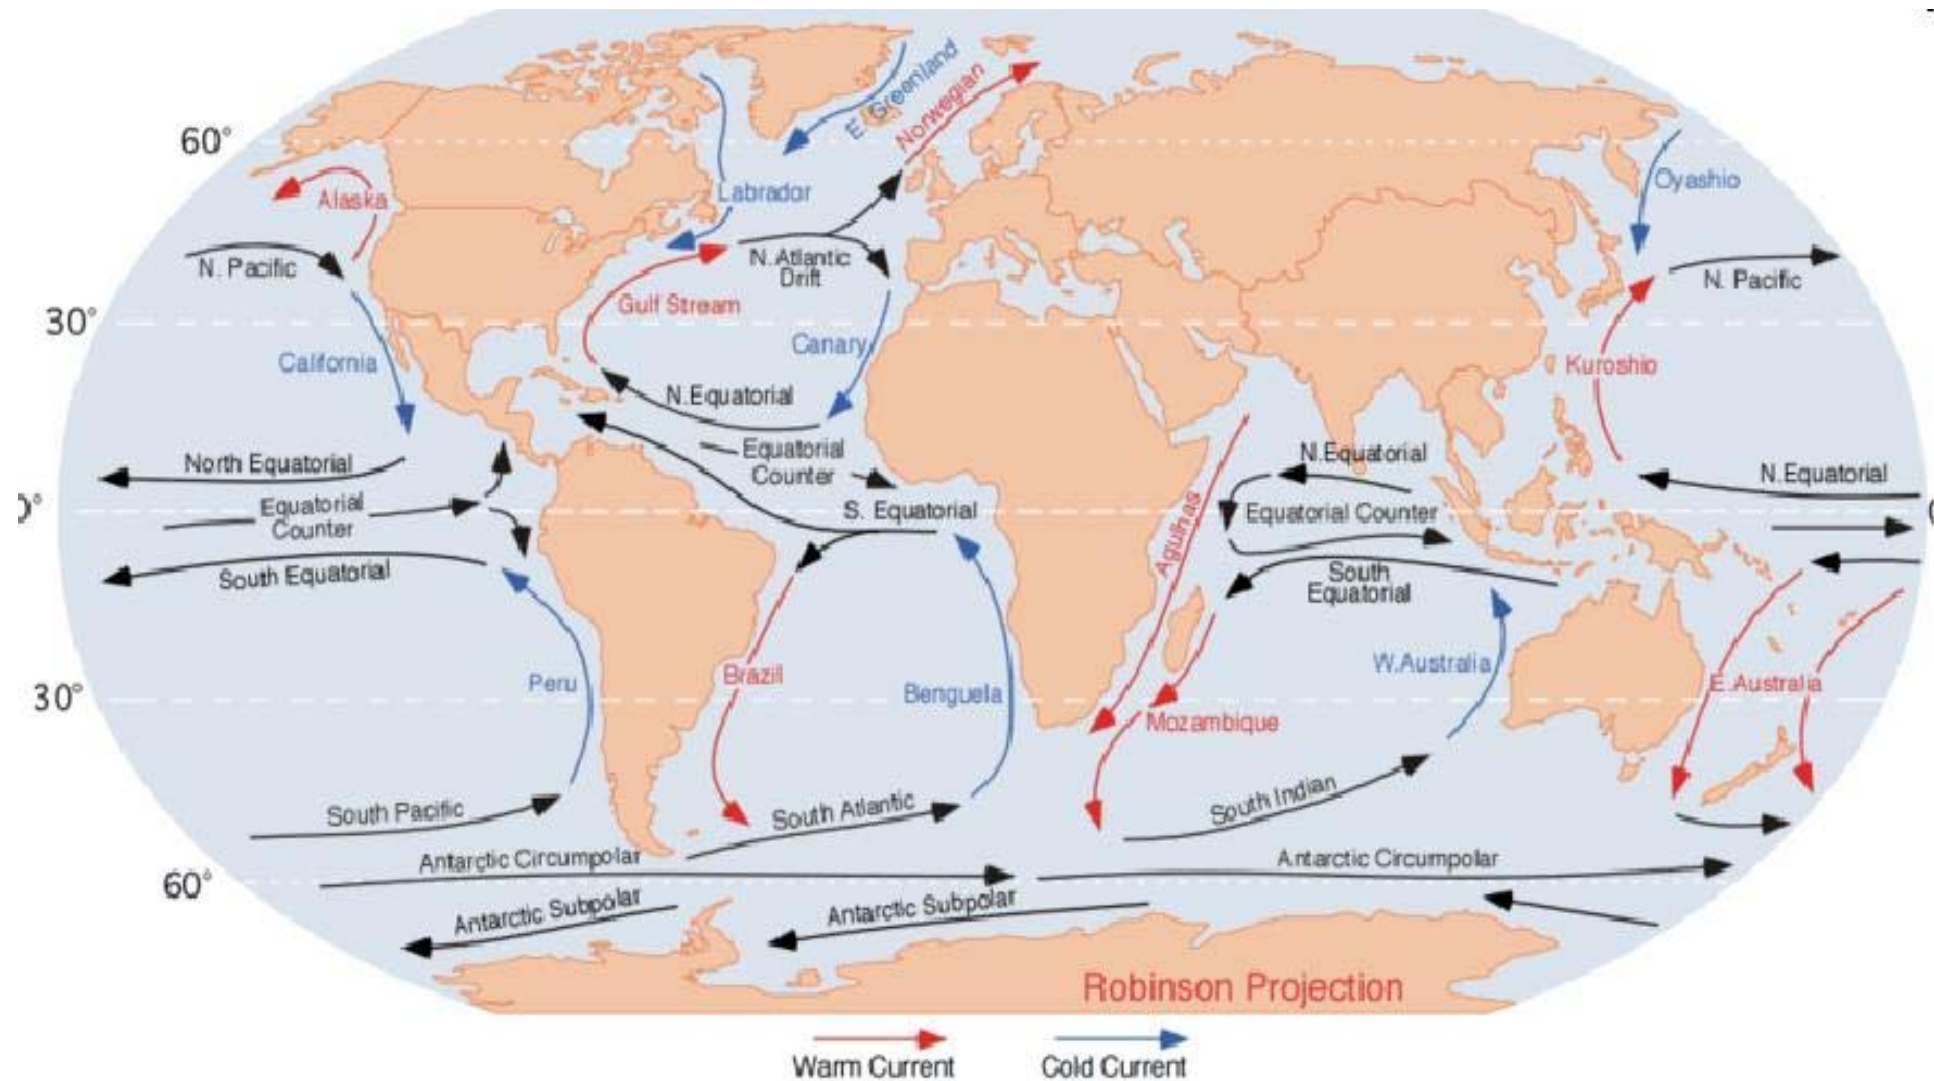 E. Greenland
Norwegian
60°
Alaska
Labrador
Oyashio
N. Pacific
N. Atlantic
Drift
N. Pacific
Gulf Stream
30°
California
Canary
Kuroshio
N.Equatorial
North Equatorial
Equatorial
Counter
N.Equatorial
N.Equatorial
Equatorial
Counter
S. Equatorial
Equatorial Counter
0°
Agulhas
South Equatorial
South
Equatorial
Peru
Brazil
Benguela
W.Australia
E.Australia
30°
Mozambique
South Pacific
South Atlantic
South Indian
Antarctic Circumpolar
Antarctic Circumpolar
60°
Antarctic Subpolar
Antarctic Subpolar
Robinson Projection
Warm Current
Cold Current